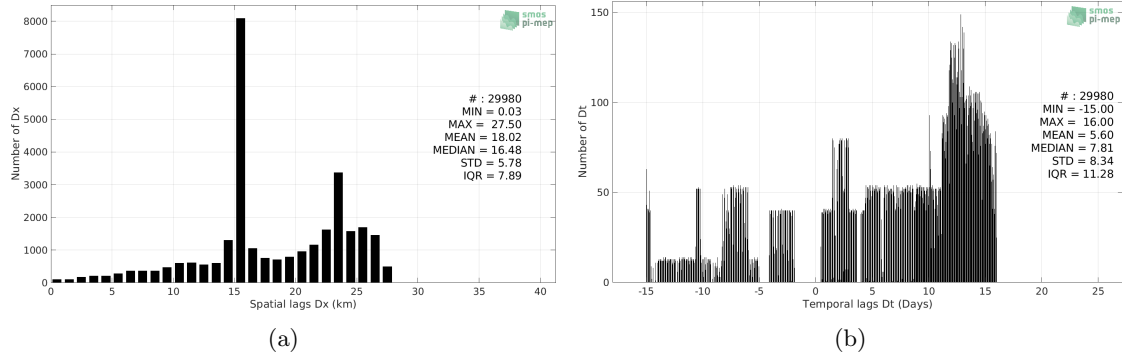 8000
7000
6000
5000
4000
3000
2000
1000
0
Number of Dx
smos
pi-mep
# : 29980
MIN = 0.03
MAX = 27.50
MEAN = 18.02
MEDIAN = 16.48
STD = 5.78
IQR = 7.89
0 5 10 15 20 25 30 35 40
Spatial lags Dx (km)
(a)
150
100
50
0
Number of Dt
smos
pi-mep
# : 29980
MIN = -15.00
MAX = 16.00
MEAN = 5.60
MEDIAN = 7.81
STD = 8.34
IQR = 11.28
-15 -10 -5 0 5 10 15 20 25
Temporal lags Dt (Days)
(b)